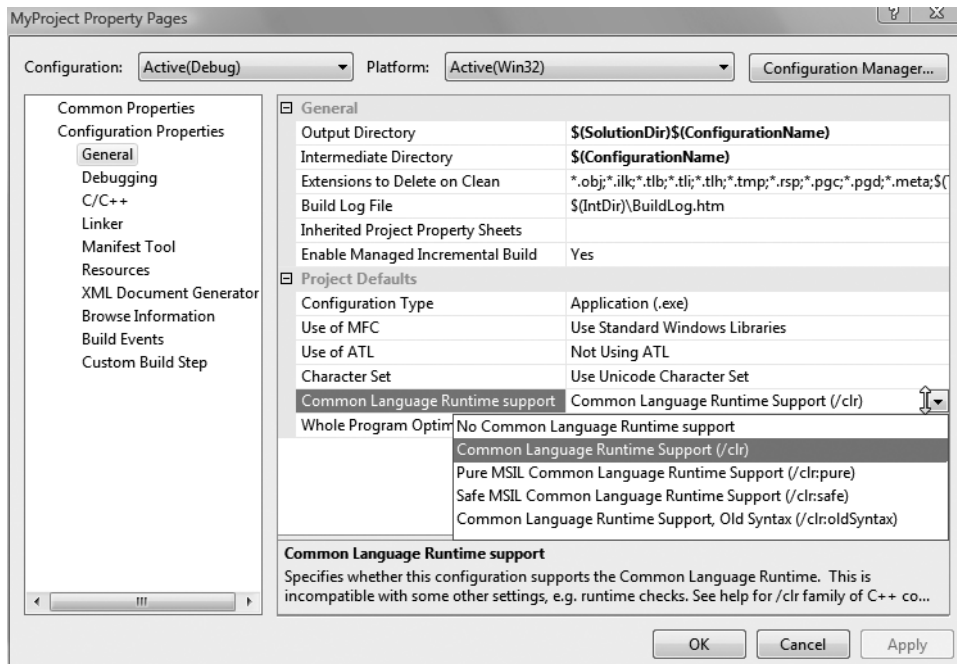 MyProject Property Pages
Configuration: Active(Debug) Platform: Active(Win32) Configuration Manager...
Common Properties
Configuration Properties
General
Debugging
C/C++
Linker
Manifest Tool
Resources
XML Document Generator
Browse Information
Build Events
Custom Build Step
General
Output Directory $(SolutionDir)$(ConfigurationName)
Intermediate Directory $(ConfigurationName)
Extensions to Delete on Clean *.obj;*.ilk;*.tlb;*.tli;*.tlh;*.tmp;*.rsp;*.pgc;*.pgd;*.meta;$(
Build Log File $(IntDir)\BuildLog.htm
Inherited Project Property Sheets
Enable Managed Incremental Build Yes
Project Defaults
Configuration Type Application (.exe)
Use of MFC Use Standard Windows Libraries
Use of ATL Not Using ATL
Character Set Use Unicode Character Set
Common Language Runtime support Common Language Runtime Support (/clr)
Whole Program Optim
No Common Language Runtime support
Common Language Runtime Support (/clr)
Pure MSIL Common Language Runtime Support (/clr:pure)
Safe MSIL Common Language Runtime Support (/clr:safe)
Common Language Runtime Support, Old Syntax (/clr:oldSyntax)
Common Language Runtime support
Specifies whether this configuration supports the Common Language Runtime. This is
incompatible with some other settings, e.g. runtime checks. See help for /clr family of C++ co...
OK Cancel Apply